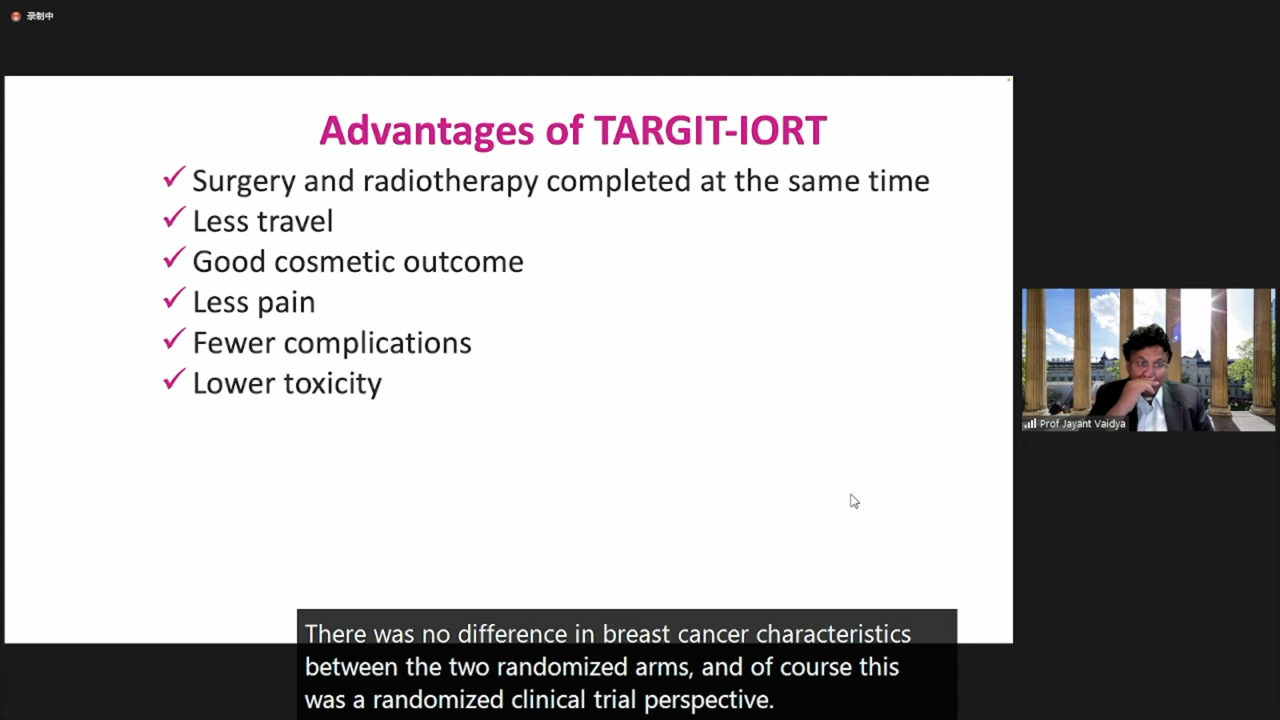 录制中
Advantages of TARGIT-IORT
✓ Surgery and radiotherapy completed at the same time
✓ Less travel
✓ Good cosmetic outcome
✓ Less pain
✓ Fewer complications
✓ Lower toxicity
Prof Jayant Vaidya
There was no difference in breast cancer characteristics
between the two randomized arms, and of course this
was a randomized clinical trial perspective.